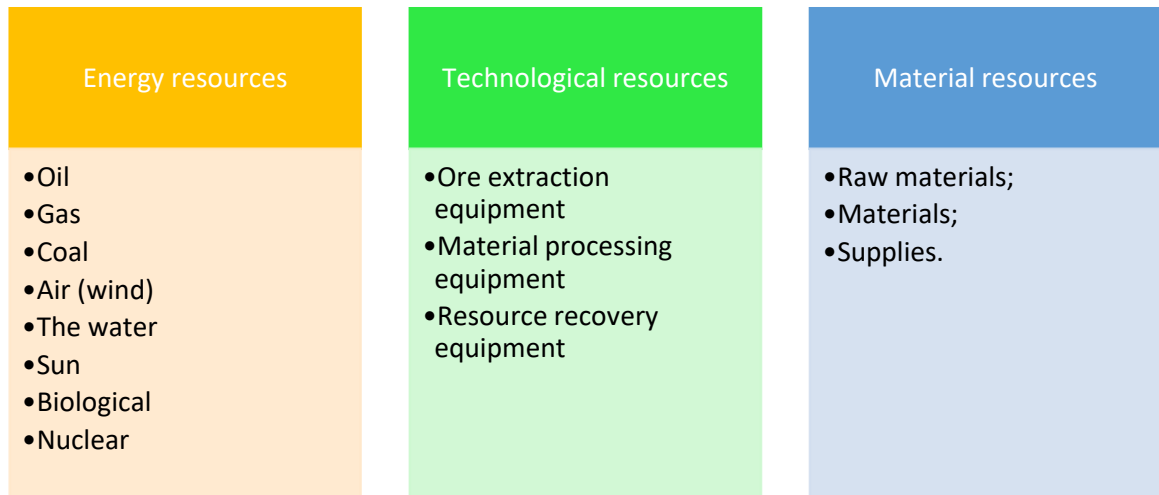 Energy resources
•Oil
•Gas
•Coal
•Air (wind)
•The water
•Sun
•Biological
•Nuclear
Technological resources
•Ore extraction
equipment
•Material processing
equipment
•Resource recovery
equipment
Material resources
•Raw materials;
•Materials;
•Supplies.